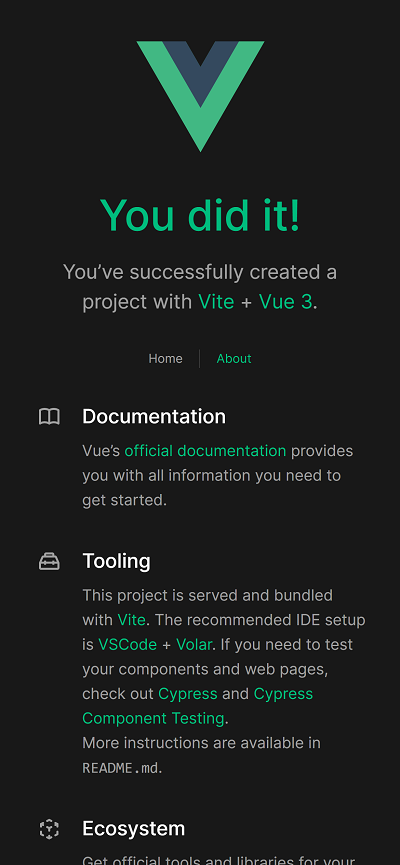 You did it!
You’ve successfully created a
project with Vite + Vue 3.
Home
About
Documentation
Vue’s official documentation provides
you with all information you need to
get started.
Tooling
This project is served and bundled
with Vite. The recommended IDE setup
is VSCode + Volar. If you need to test
your components and web pages,
check out Cypress and Cypress
Component Testing.
More instructions are available in
README.md.
Ecosystem
Get official tools and libraries for your